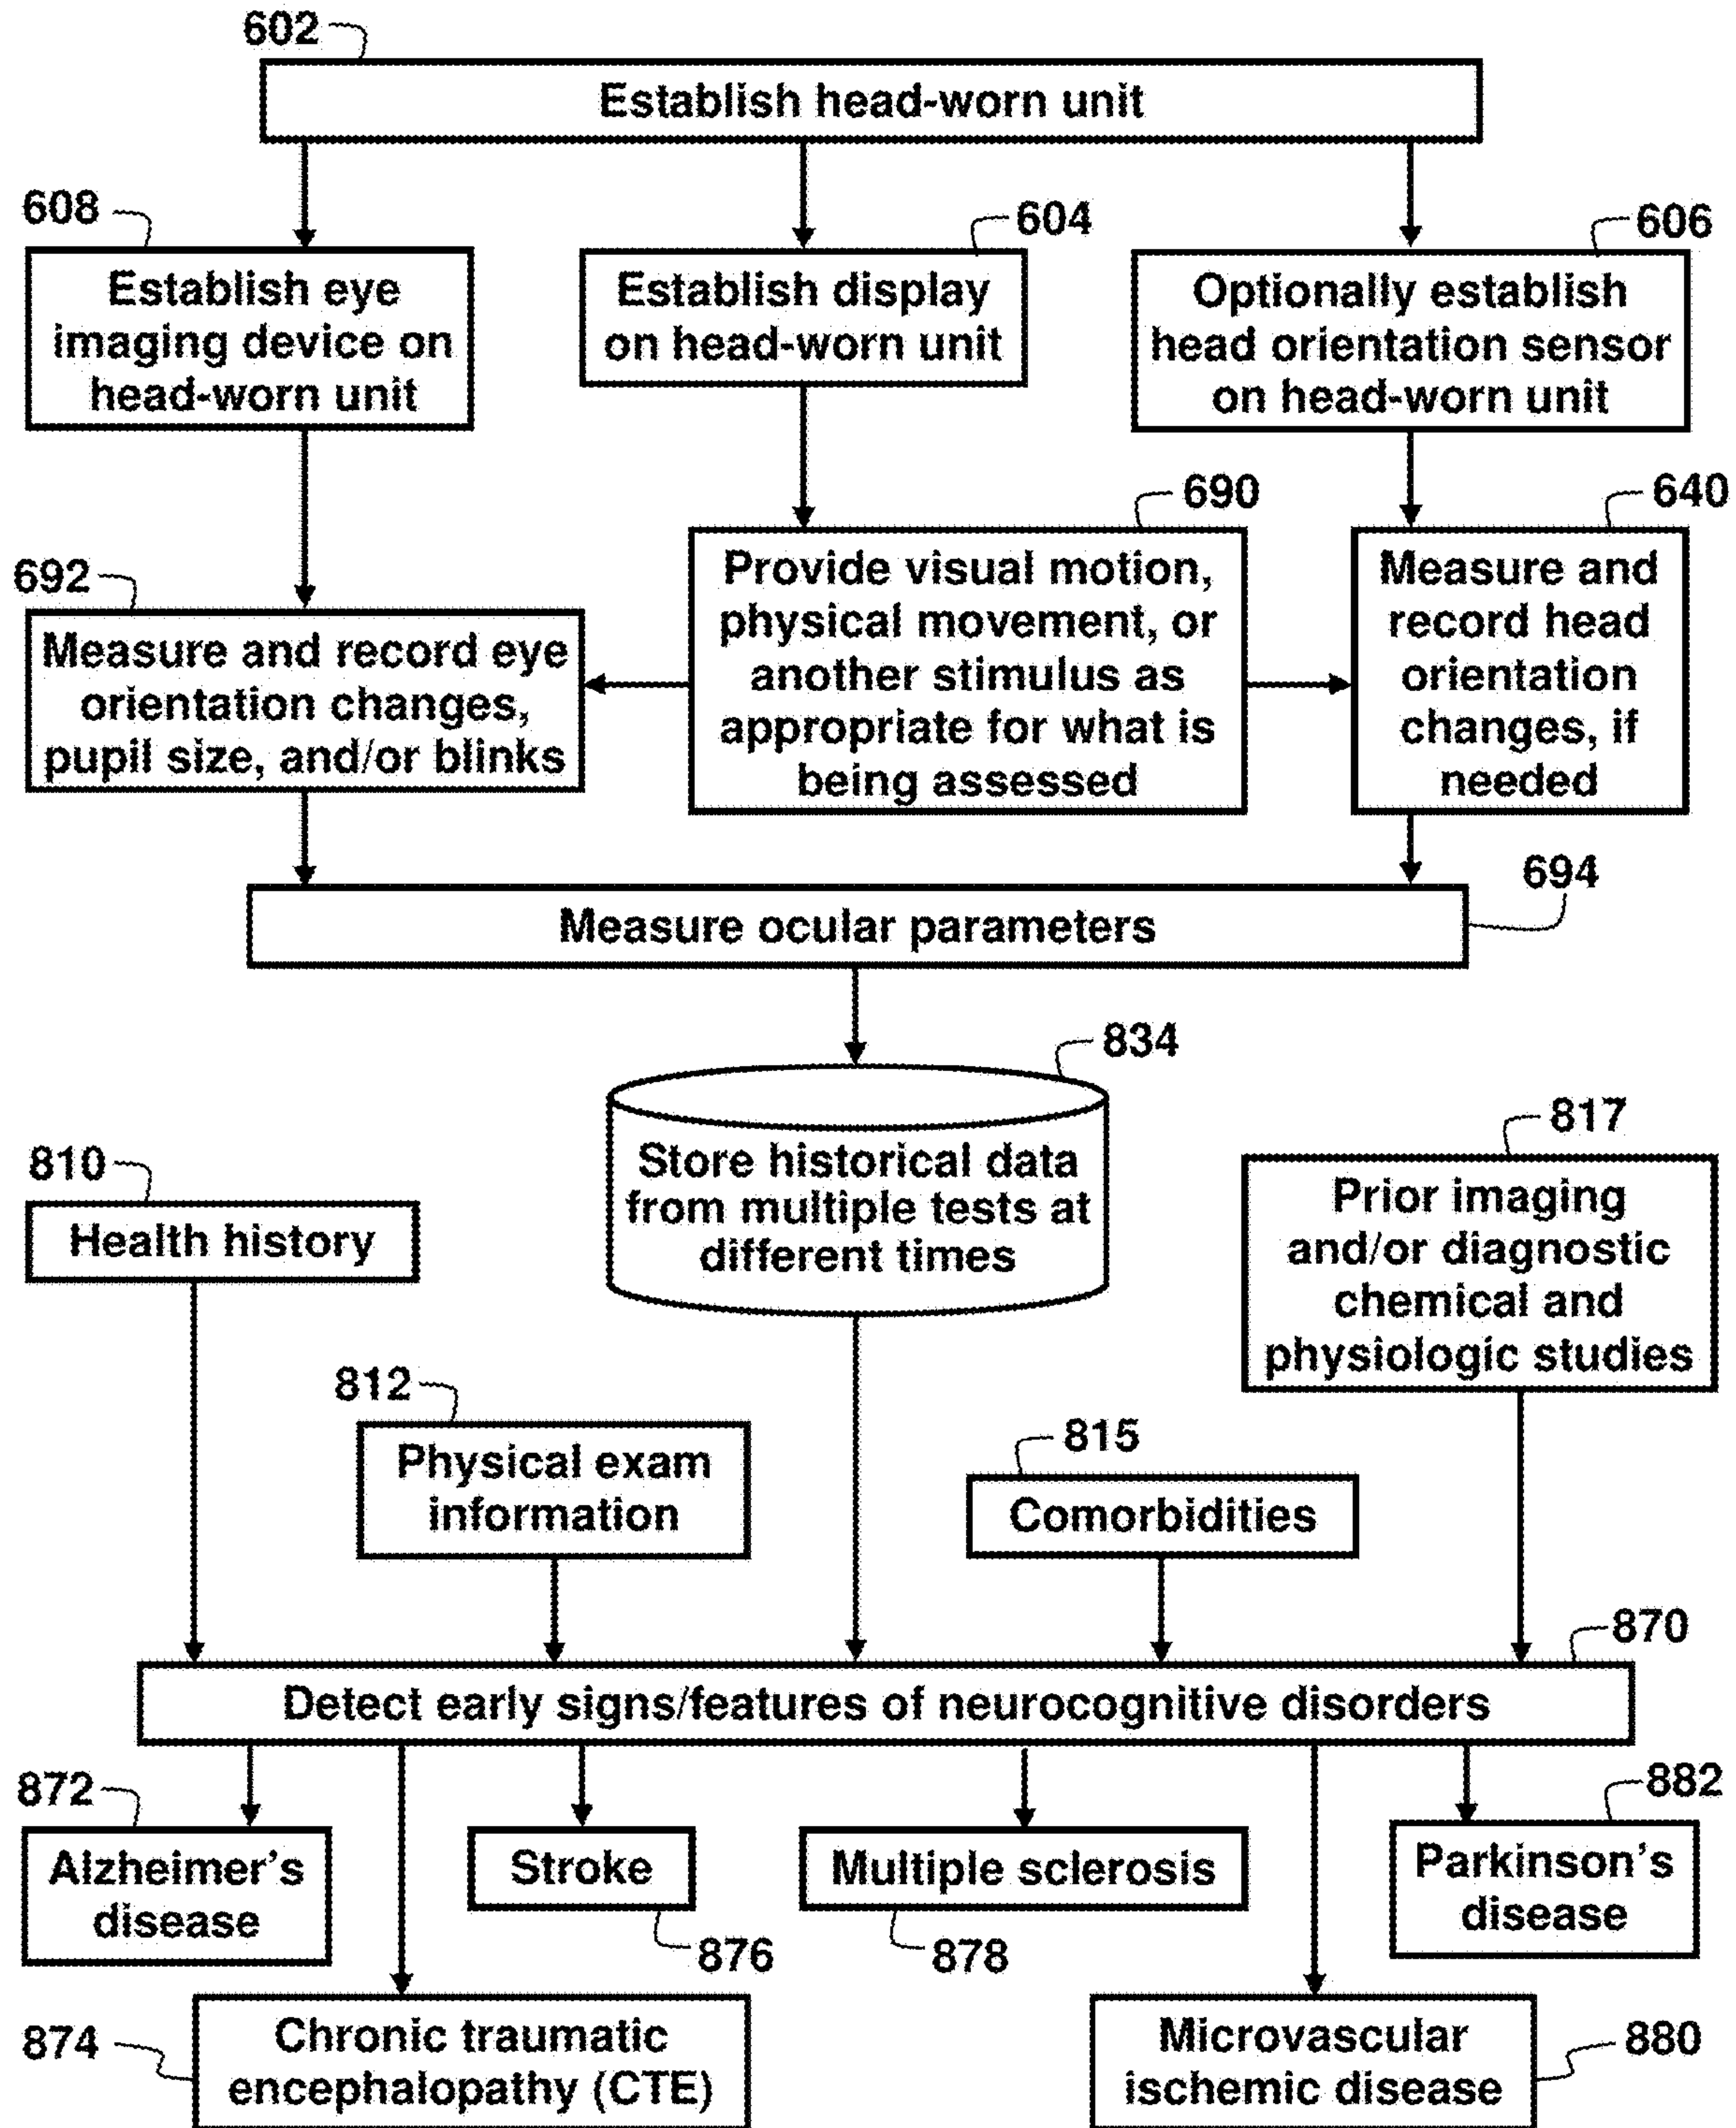 602
Establish head-worn unit
608
604
606
Establish eye
imaging device on
head-worn unit
Establish display
on head-worn unit
Optionally establish
head orientation sensor
on head-worn unit
690
640
692
Measure and record eye
orientation changes,
pupil size, and/or blinks
Provide visual motion,
physical movement, or
another stimulus as
appropriate for what is
being assessed
Measure and
record head
orientation
changes, if
needed
694
Measure ocular parameters
834
Store historical data
from multiple tests at
different times
810
Health history
817
Prior imaging
and/or diagnostic
chemical and
physiologic studies
812
Physical exam
information
815
Comorbidities
870
Detect early signs/features of neurocognitive disorders
872
Alzheimer's
disease
Stroke
876
Multiple sclerosis
878
882
Parkinson's
disease
874
Chronic traumatic
encephalopathy (CTE)
Microvascular
ischemic disease
880